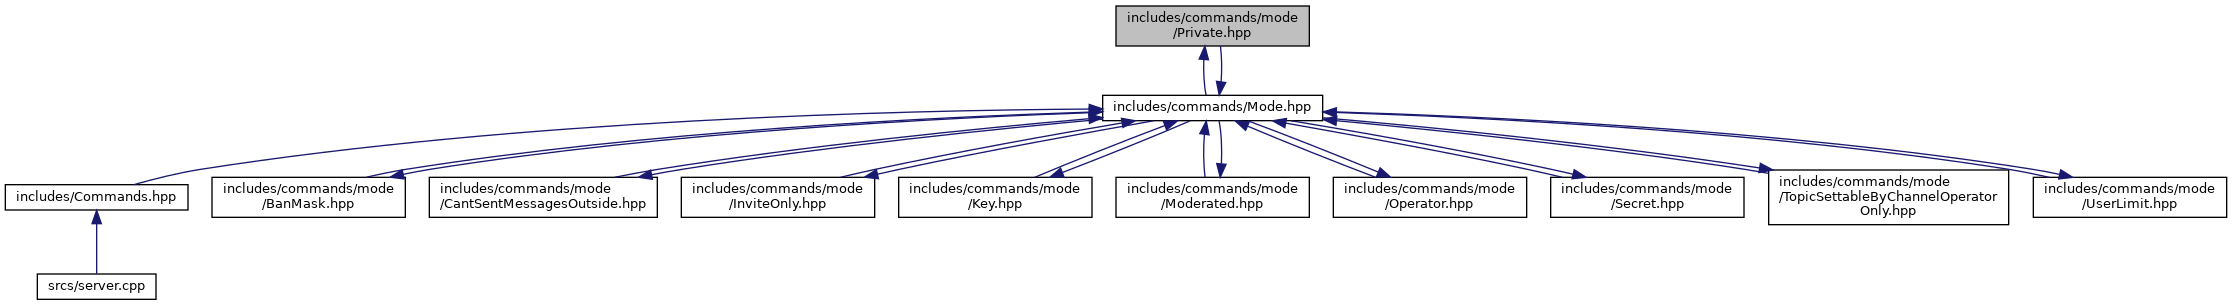 includes/commands/mode
/Private.hpp
includes/commands/Mode.hpp
includes/Commands.hpp
includes/commands/mode
/BanMask.hpp
includes/commands/mode
/CantSentMessagesOutside.hpp
includes/commands/mode
/InviteOnly.hpp
includes/commands/mode
/Key.hpp
includes/commands/mode
/Moderated.hpp
includes/commands/mode
/Operator.hpp
includes/commands/mode
/Secret.hpp
includes/commands/mode
/TopicSettableByChannelOperator
Only.hpp
includes/commands/mode
/UserLimit.hpp
srcs/server.cpp